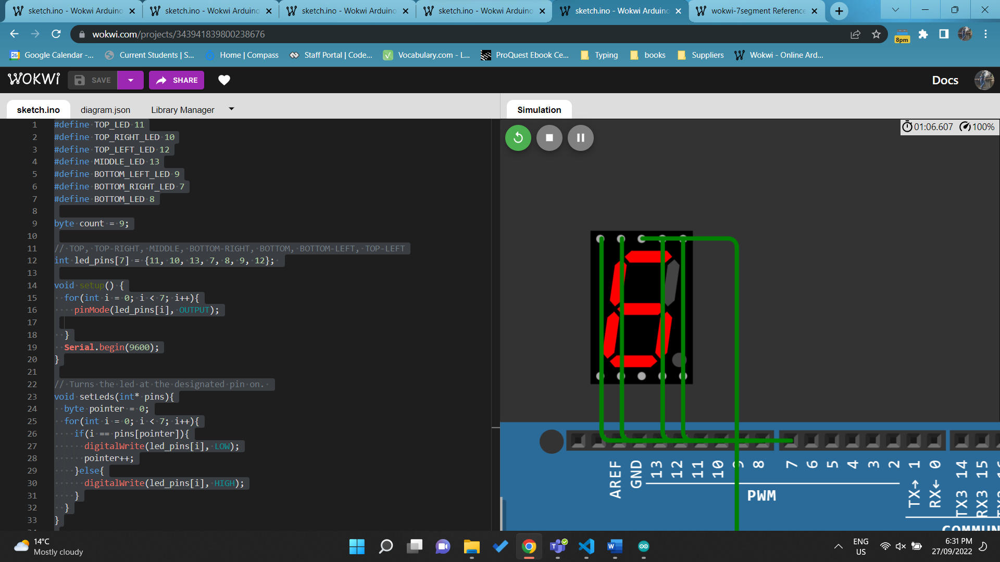 sketch.ino - Wokwi Arduino
sketch.ino - Wokwi Arduino
sketch.ino - Wokwi Arduino
sketch.ino - Wokwi Arduino
sketch.ino - Wokwi Arduino
wokwi-7segment Reference
wokwi.com/projects/343941839800238676
8pm
26
Google Calendar -...
Current Students | S...
Home | Compass
Staff Portal | Code...
Vocabulary.com - L...
ProQuest Ebook Ce...
Typing
books
Suppliers
Wokwi - Online Ard...
WOKWi
SAVE
SHARE
Docs
sketch.ino
diagram.json
Library Manager
Simulation
01:06.607
100%
1 #define TOP_LED 11
2 #define TOP_RIGHT_LED 10
3 #define TOP_LEFT_LED 12
4 #define MIDDLE_LED 13
5 #define BOTTOM_LEFT_LED 9
6 #define BOTTOM_RIGHT_LED 7
7 #define BOTTOM_LED 8
8
9 byte count = 9;
10
11 // TOP, TOP-RIGHT, MIDDLE, BOTTOM-RIGHT, BOTTOM, BOTTOM-LEFT, TOP-LEFT
12 int led_pins[7] = {11, 10, 13, 7, 8, 9, 12};
13
14 void setup() {
15 for(int i = 0; i < 7; i++){
16 pinMode(led_pins[i], OUTPUT);
17
18 }
19 Serial.begin(9600);
20 }
21
22 // Turns the led at the designated pin on.
23 void setLeds(int* pins){
24 byte pointer = 0;
25 for(int i = 0; i < 7; i++){
26 if(i == pins[pointer]){
27 digitalWrite(led_pins[i], LOW);
28 pointer++;
29 }else{
30 digitalWrite(led_pins[i], HIGH);
31 }
32 }
33 }
AREF
GND
13
12
11
10
9
8
7
6
5
4
3
2
TX→ 1
RX← 0
TX3 14
RX3 15
PWM
COMMUN
14°C
Mostly cloudy
ENG
US
6:31 PM
27/09/2022